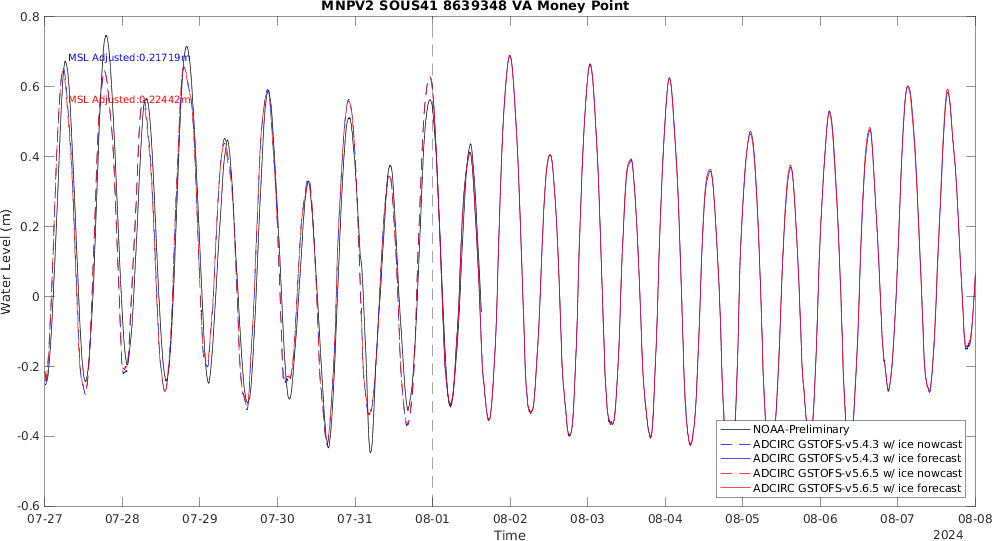 MNPV2 SOUS41 8639348 VA Money Point
0.8
MSL Adjusted:0.21719m
0.6
MSL Adjusted:0.22442m
0.4
0.2
Water Level (m)
0
-0.2
-0.4
NOAA-Preliminary
ADCIRC GSTOFS-v5.4.3 w/ ice nowcast
ADCIRC GSTOFS-v5.4.3 w/ ice forecast
ADCIRC GSTOFS-v5.6.5 w/ ice nowcast
ADCIRC GSTOFS-v5.6.5 w/ ice forecast
-0.6
07-27 07-28 07-29 07-30 07-31 08-01 08-02 08-03 08-04 08-05 08-06 08-07 08-08
Time
2024